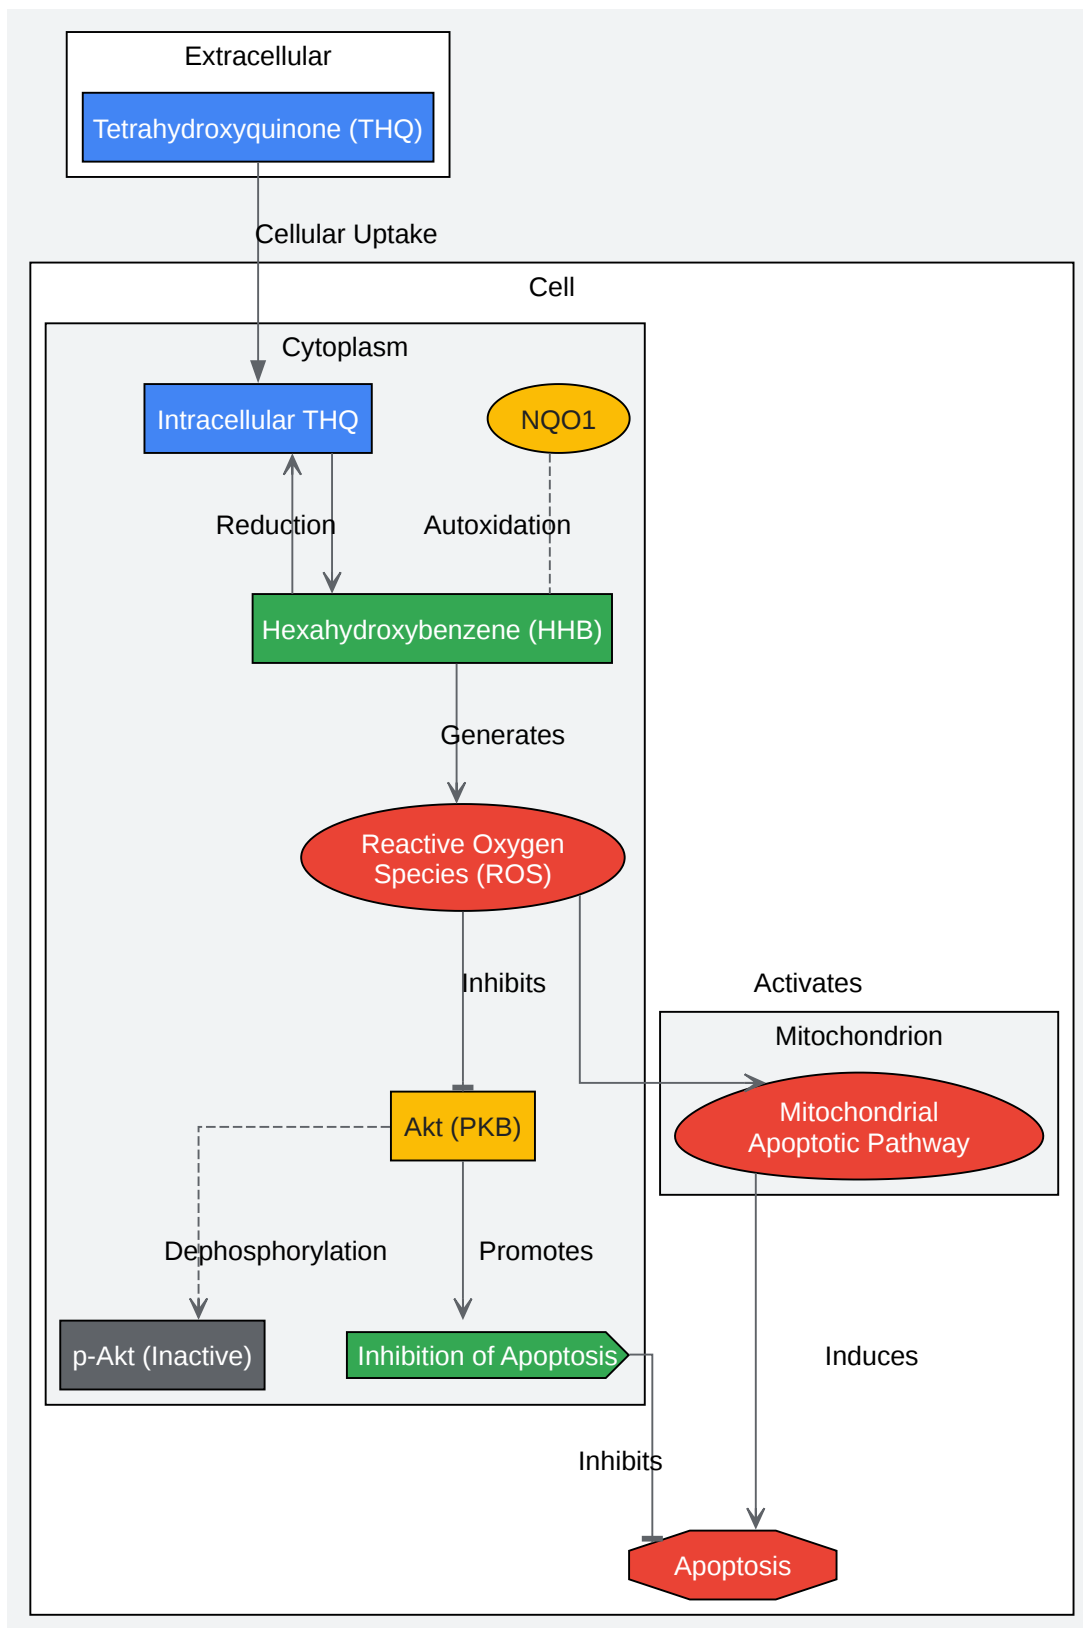 Extracellular
Tetrahydroxyquinone (THQ)
Cellular Uptake
Cell
Cytoplasm
Intracellular THQ
NQO1
Reduction
Autoxidation
Hexahydroxybenzene (HHB)
Generates
Reactive Oxygen
Species (ROS)
Inhibits
Activates
Mitochondrion
Mitochondrial
Apoptotic Pathway
Akt (PKB)
Dephosphorylation
Promotes
p-Akt (Inactive)
Inhibition of Apoptosis
Induces
Inhibits
Apoptosis